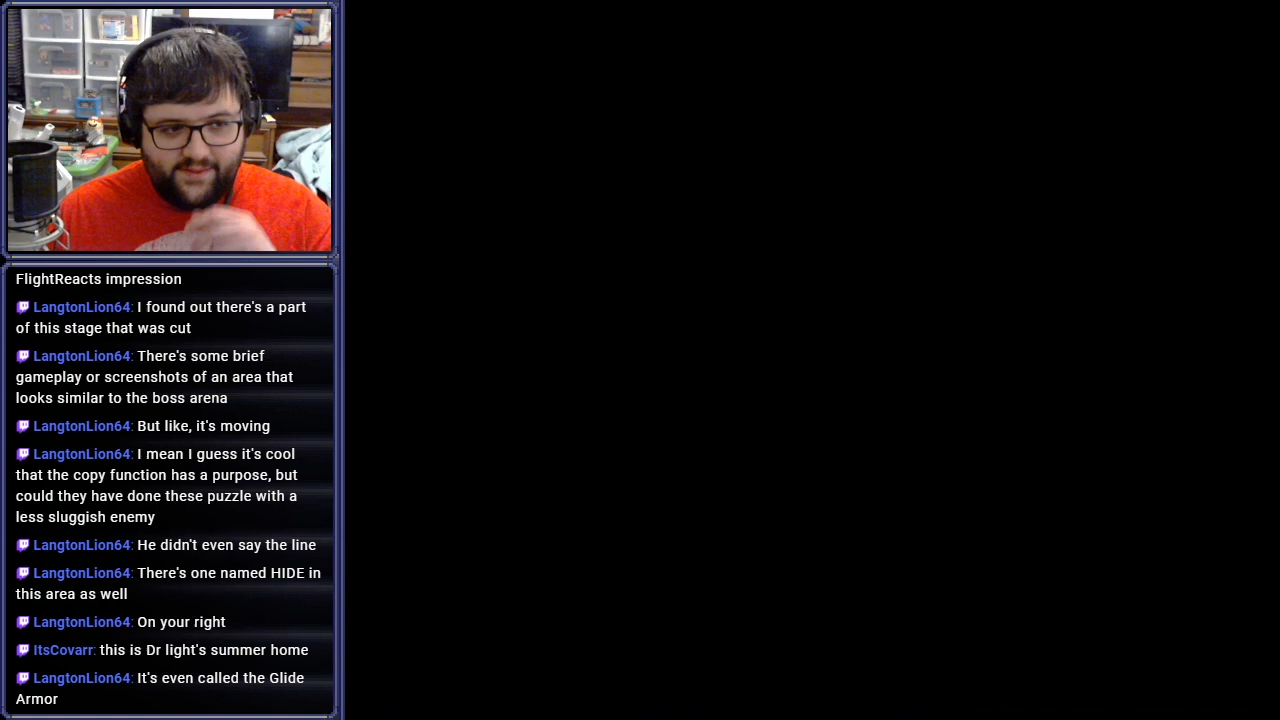 FlightReacts impression
LangtonLion64: I found out there's a part
of this stage that was cut
LangtonLion64: There's some brief
gameplay or screenshots of an area that
looks similar to the boss arena
LangtonLion64: But like, it's moving
LangtonLion64: I mean I guess it's cool
that the copy function has a purpose, but
could they have done these puzzle with a
less sluggish enemy
LangtonLion64: He didn't even say the line
LangtonLion64: There's one named HIDE in
this area as well
LangtonLion64: On your right
ItsCovarr: this is Dr light's summer home
LangtonLion64: It's even called the Glide
Armor